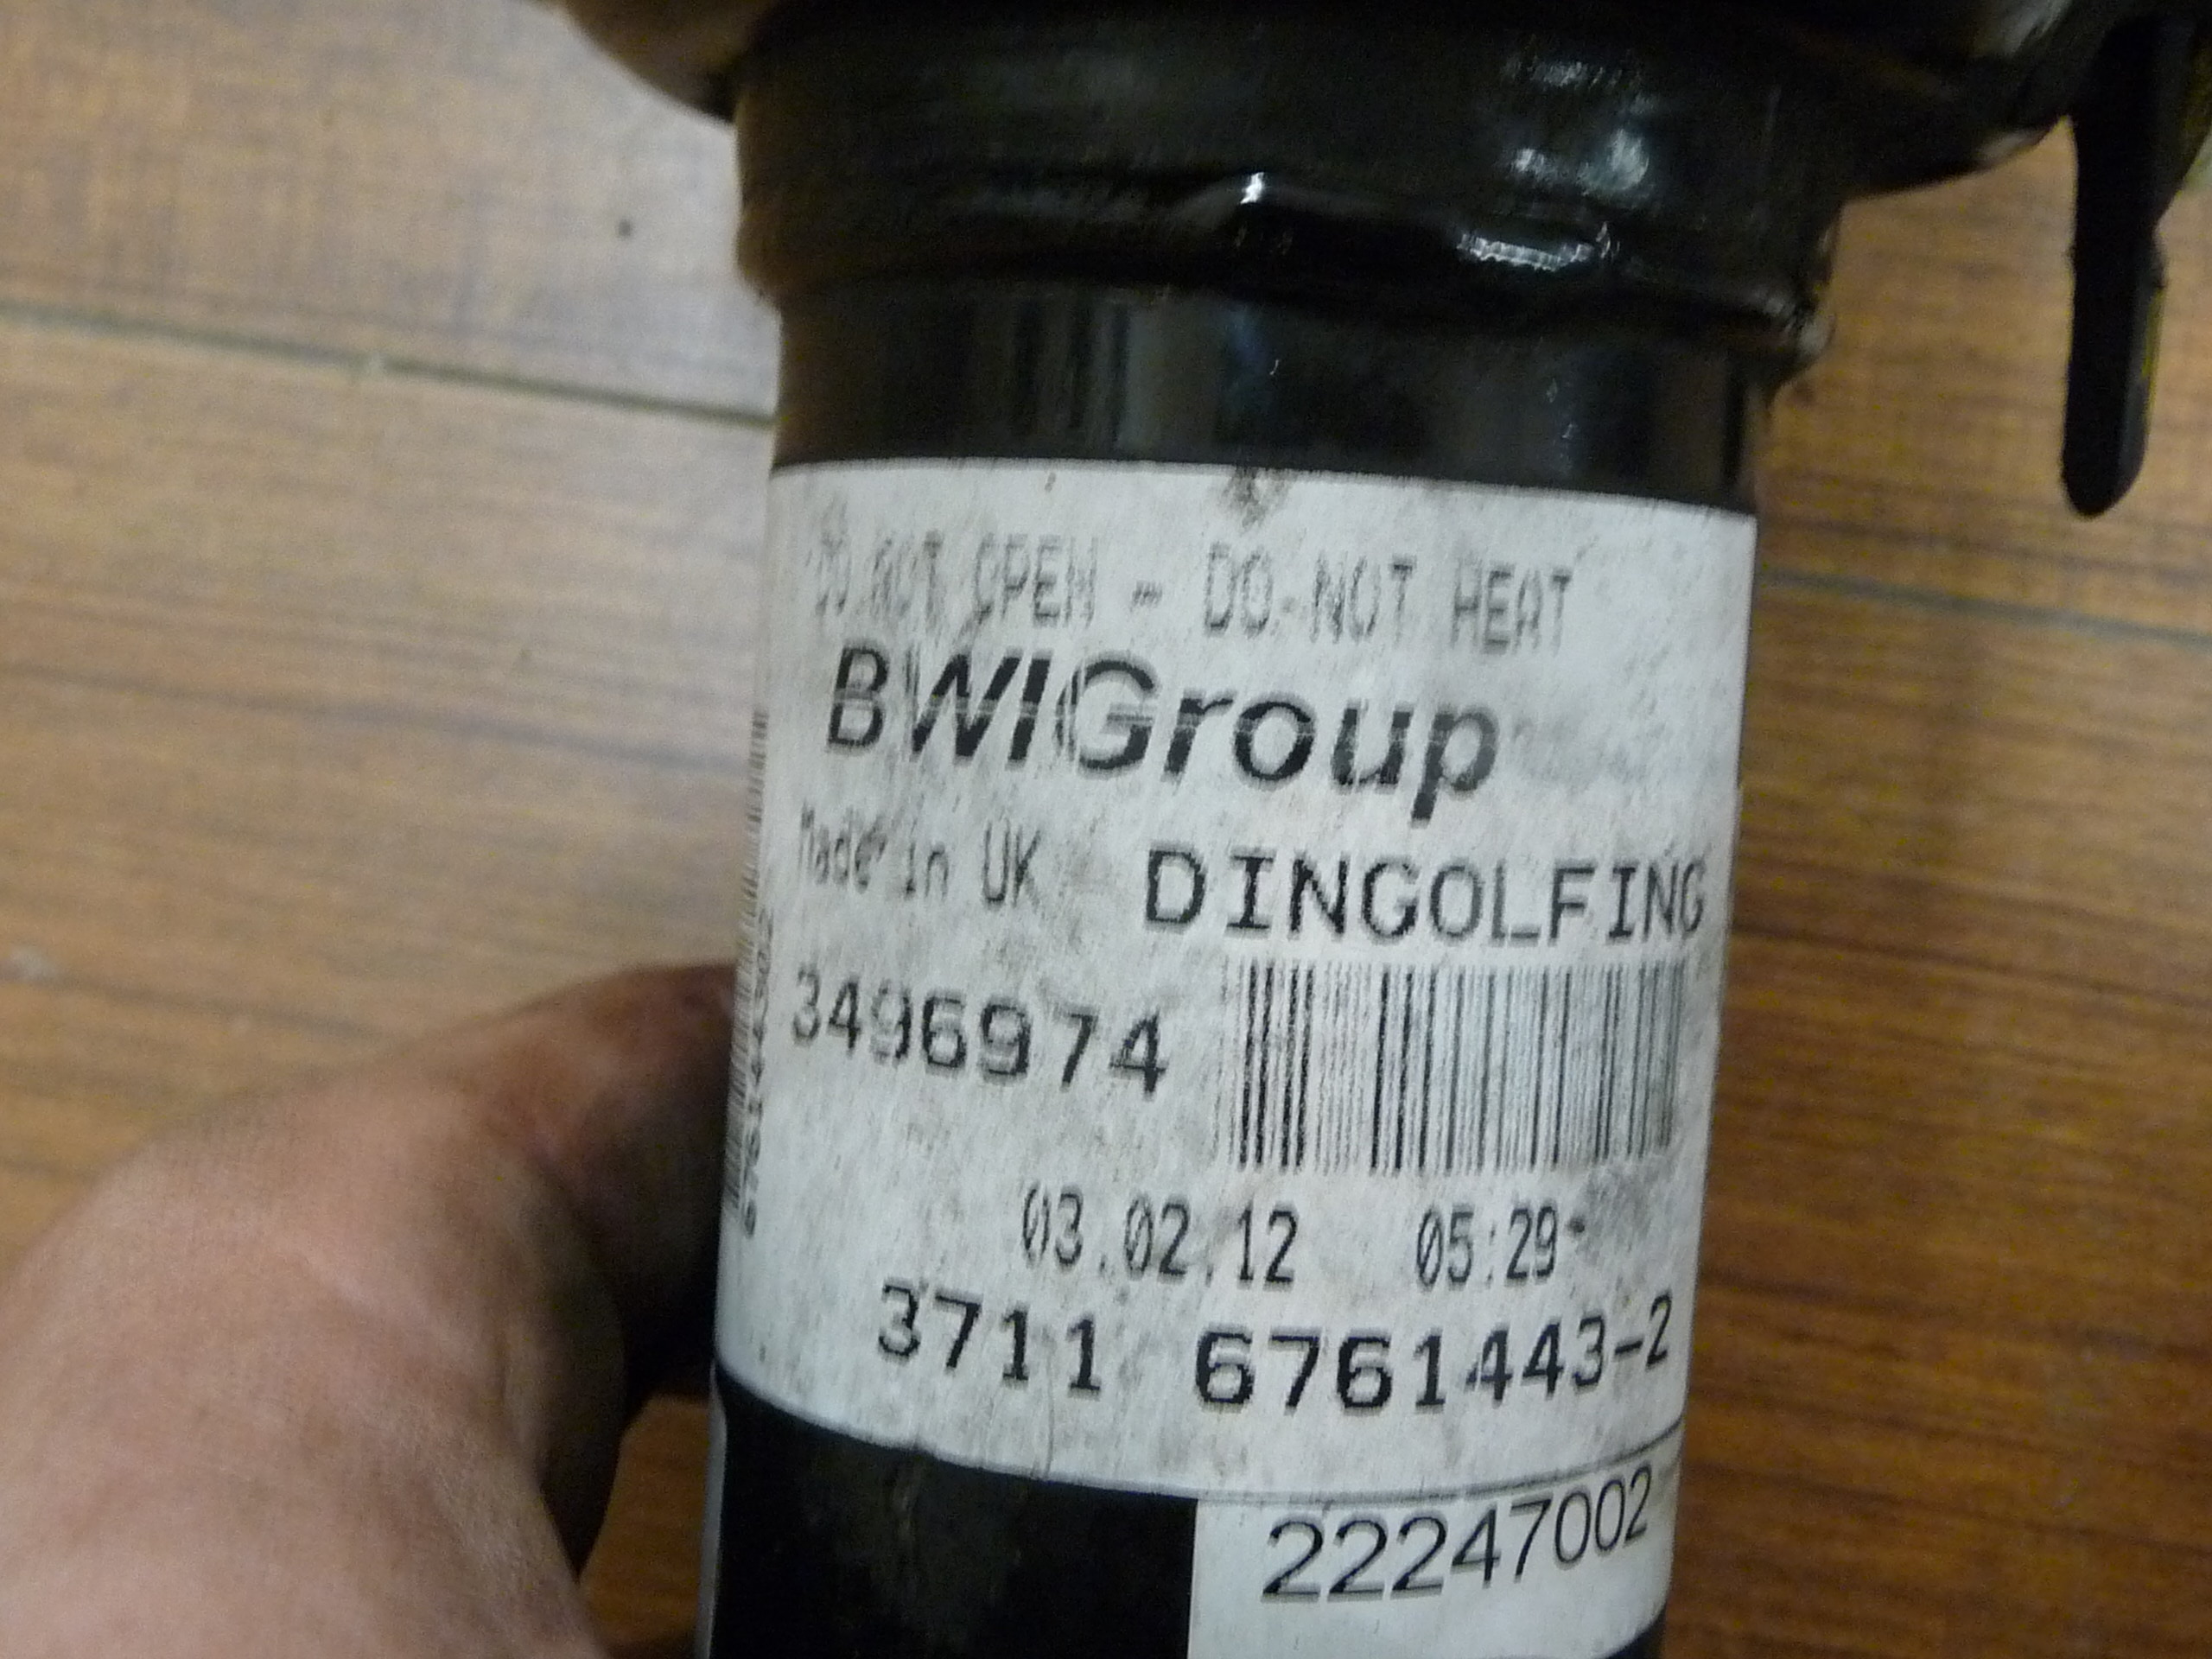 DO NOT OPEN - DO NOT HEAT
BWIGroup
Made in UK DINGOLFING
3496974
03.02.12 05:29
3711 6761443-2
22247002